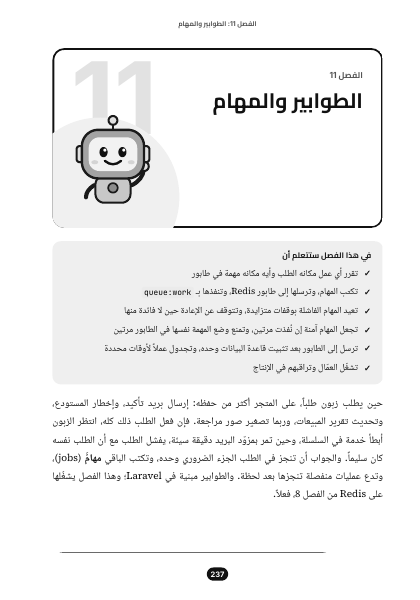 الفصل 11: الطوابير والمهام
11
الفصل 11
الطوابير والمهام
في هذا الفصل ستتعلم أن
✓ تقرر أي عمل مكانه الطلب وأيه مكانه مهمة في طابور
✓ تكتب المهام، وترسلها إلى طابور Redis، وتنفذها بـ queue:work
✓ تعيد المهام الفاشلة بوقفات متزايدة، وتتوقف عن الإعادة حين لا فائدة منها
✓ تجعل المهام آمنة إن نُفذت مرتين، وتمنع وضع المهمة نفسها في الطابور مرتين
✓ ترسل إلى الطابور بعد تثبيت قاعدة البيانات وحده، وتجدول عملاً لأوقات محددة
✓ تشغّل العمّال وتراقبهم في الإنتاج
حين يطلب زبون طلباً، على المتجر أكثر من حفظه: إرسال بريد تأكيد، وإخطار المستودع،
وتحديث تقرير المبيعات، وربما تصغير صور مراجعة. فإن فعل الطلب ذلك كله، انتظر الزبون
أبطأ خدمة في السلسلة، وحين تمر بمزوّد البريد دقيقة سيئة، يفشل الطلب مع أن الطلب نفسه
كان سليماً. والجواب أن تنجز في الطلب الجزء الضروري وحده، وتكتب الباقي مهامَّ (jobs)،
وتدع عمليات منفصلة تنجزها بعد لحظة. والطوابير مبنية في Laravel؛ وهذا الفصل يشغّلها
على Redis من الفصل 8، فعلاً.
237